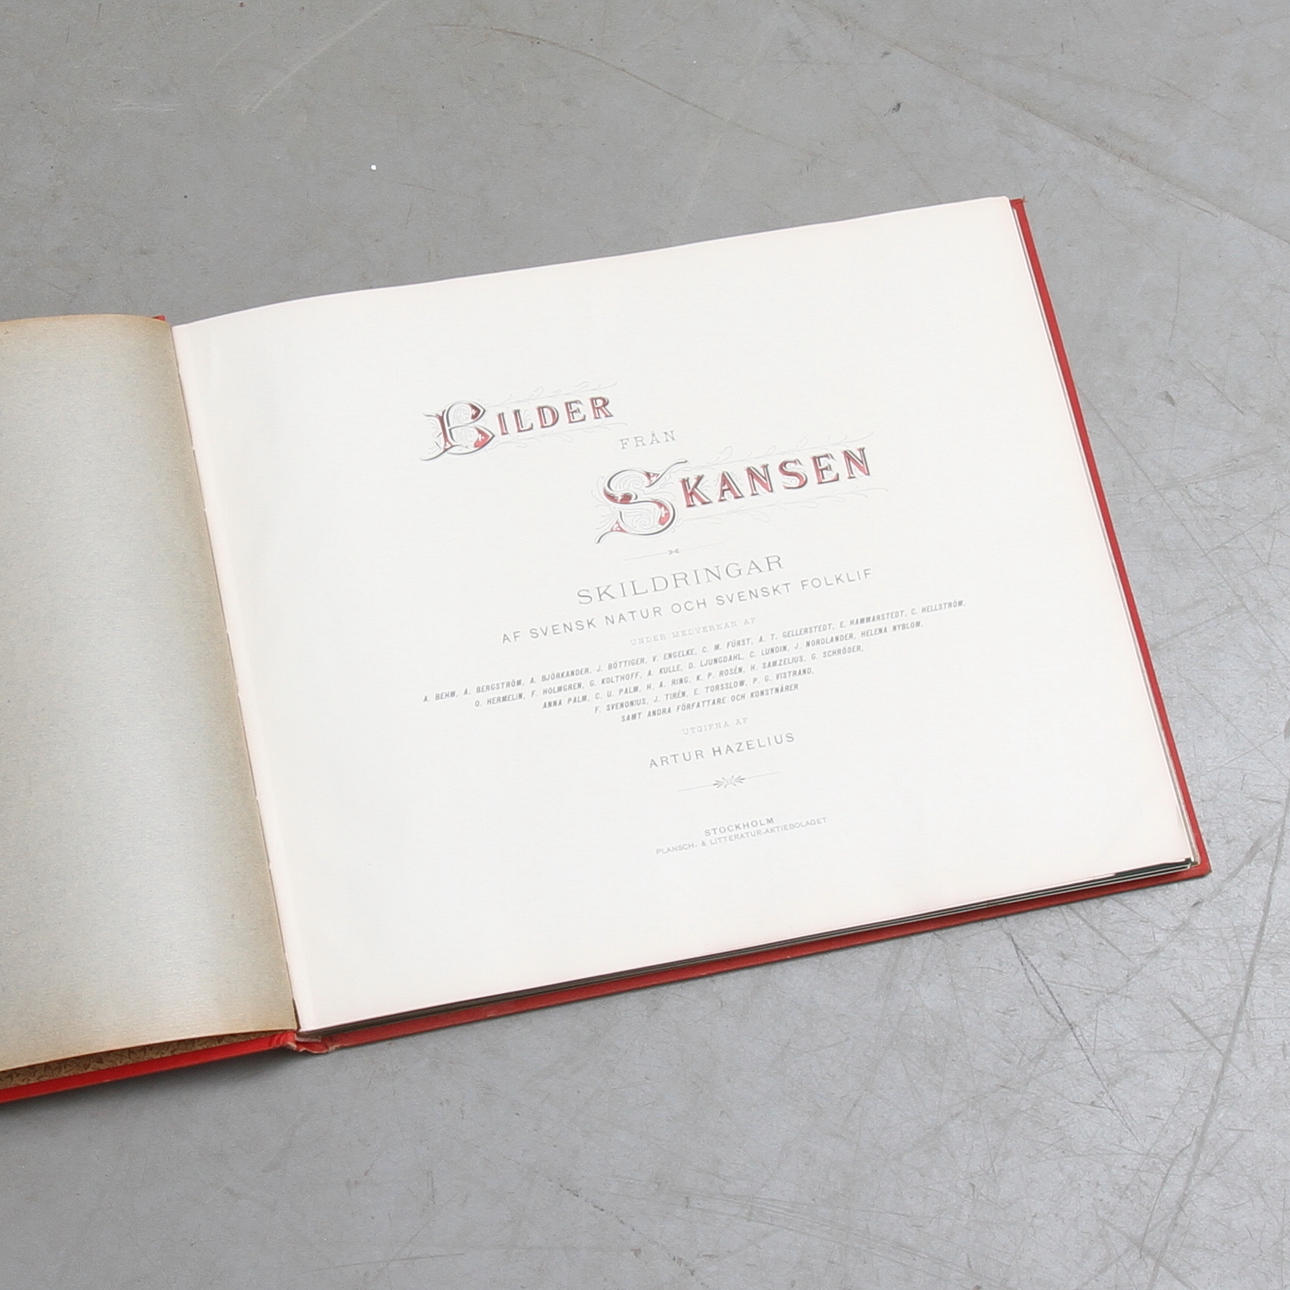 BILDER
FRÅN
SKANSEN
SKILDRINGAR
AF SVENSK NATUR OCH SVENSKT FOLKLIF
UNDER MEDVERKAN AF
A. BEHM, A. BERGSTRÖM, A. BJÖRKANDER, J. BÖTTIGER, V. ENGELKE, C. M. FÜRST, A. T. GELLERSTEDT, E. HAMMARSTEDT, C. HELLSTRÖM,
O. HERMELIN, F. HOLMGREN, G. KOLTHOFF, A. KULLE, D. LJUNGDAHL, C. LUNDIN, J. NORDLANDER, HELENA NYBLOM,
ANNA PALM, C. U. PALM, H. A. RING, K. P. ROSÉN, H. SAMZELIUS, G. SCHRÖDER,
F. SVENONIUS, J. TIRÉN, E. TORSSLOW, P. G. VISTRAND,
SAMT ANDRA FÖRFATTARE OCH KONSTNÄRER
UTGIFNA AF
ARTUR HAZELIUS
STOCKHOLM
PLANSCH- & LITTERATUR-AKTIEBOLAGET